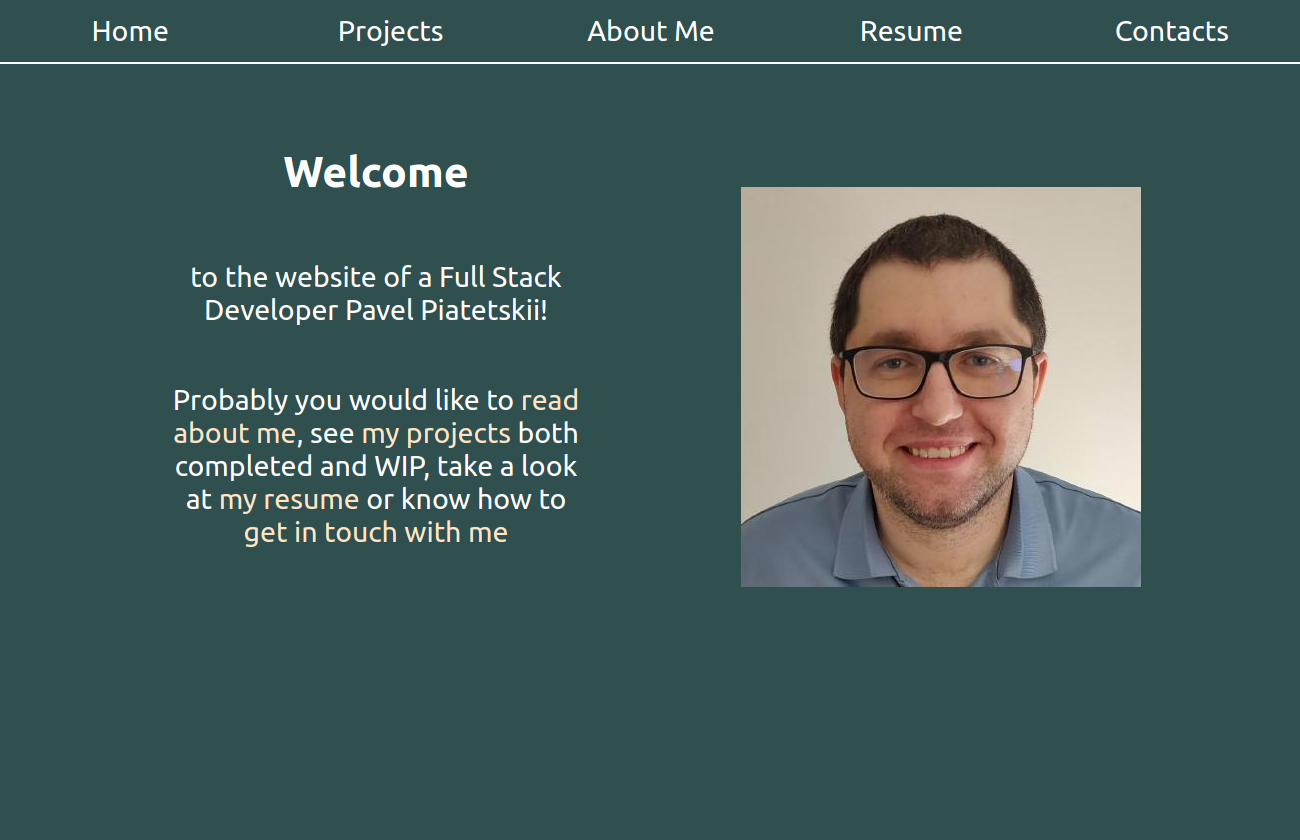 Home Projects About Me Resume Contacts
Welcome
to the website of a Full Stack
Developer Pavel Piatetskii!
Probably you would like to read
about me, see my projects both
completed and WIP, take a look
at my resume or know how to
get in touch with me